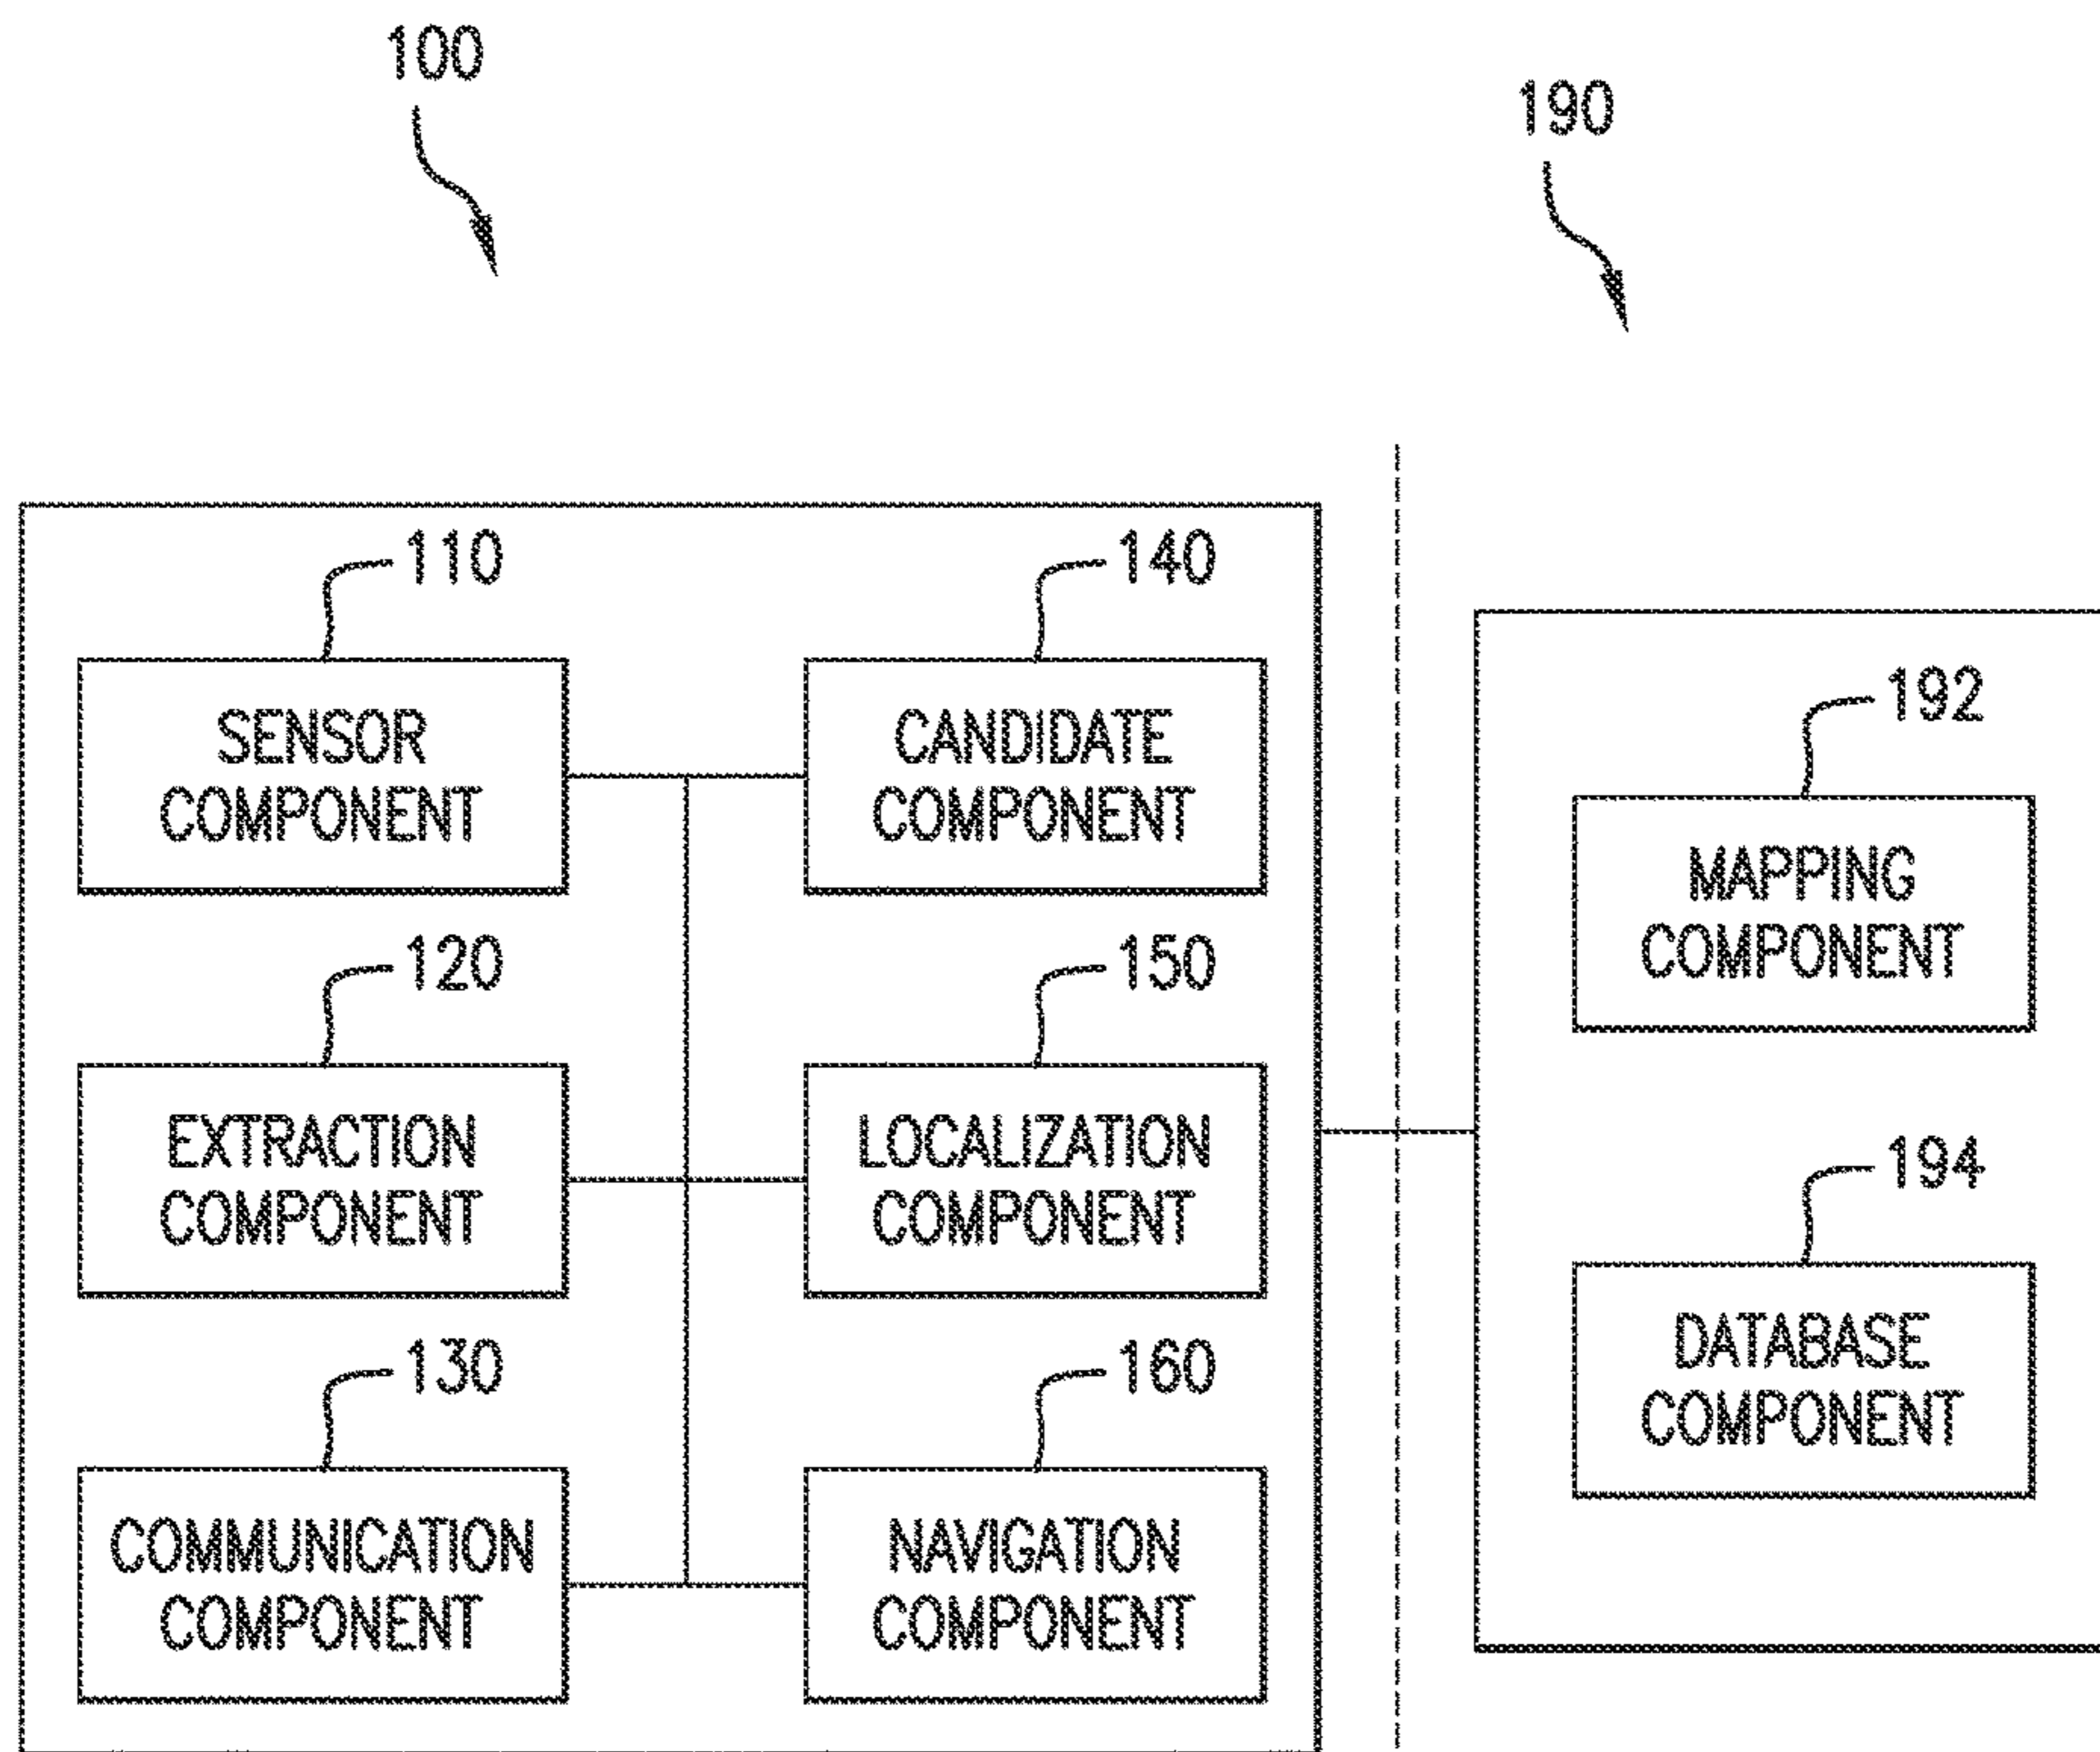 100
190
110
140
SENSOR
COMPONENT
CANDIDATE
COMPONENT
120
150
EXTRACTION
COMPONENT
LOCALIZATION
COMPONENT
130
160
COMMUNICATION
COMPONENT
NAVIGATION
COMPONENT
192
MAPPING
COMPONENT
194
DATABASE
COMPONENT